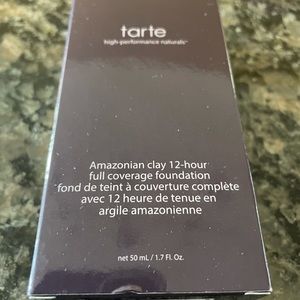 tarte
high-performance naturals™
Amazonian clay 12-hour
full coverage foundation
fond de teint à couverture complète
avec 12 heure de tenue en
argile amazonienne
net 50 mL / 1.7 Fl. Oz.